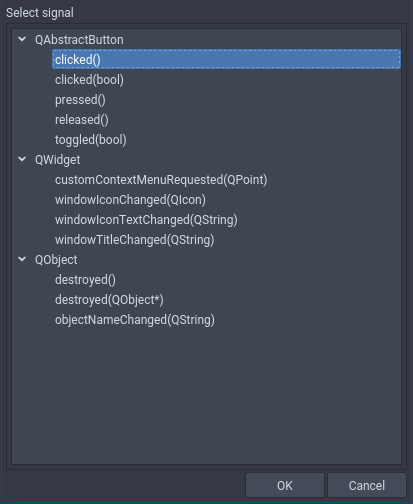 Select signal
QAbstractButton
clicked()
clicked(bool)
pressed()
released()
toggled(bool)
QWidget
customContextMenuRequested(QPoint)
windowIconChanged(QIcon)
windowIconTextChanged(QString)
windowTitleChanged(QString)
QObject
destroyed()
destroyed(QObject*)
objectNameChanged(QString)
OK Cancel